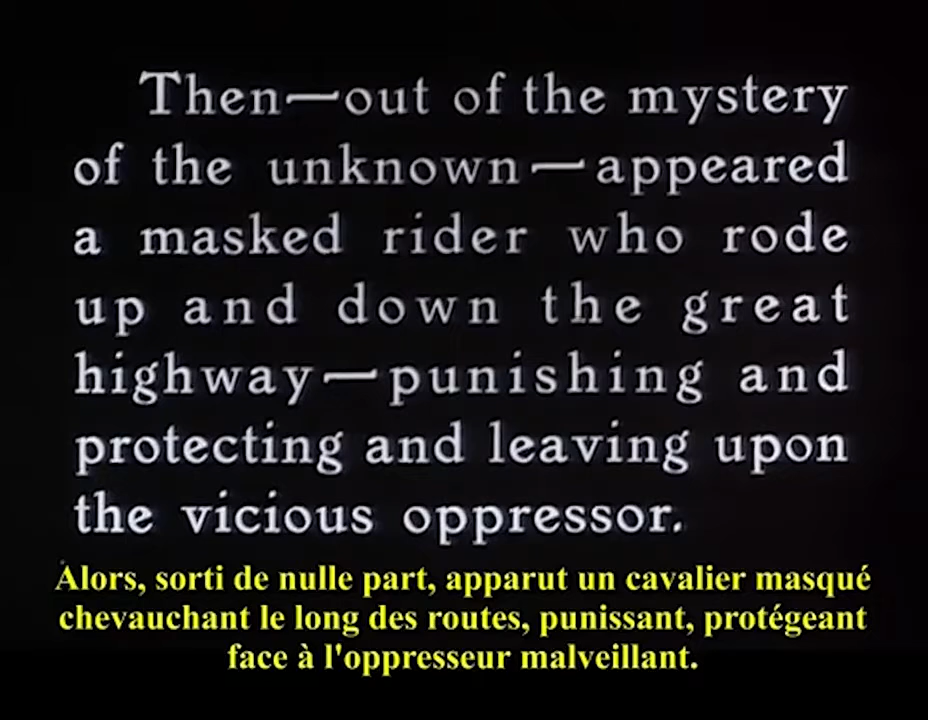 Then—out of the mystery
of the unknown—appeared
a masked rider who rode
up and down the great
highway—punishing and
protecting and leaving upon
the vicious oppressor.
Alors, sorti de nulle part, apparut un cavalier masqué
chevauchant le long des routes, punissant, protégeant
face à l'oppresseur malveillant.